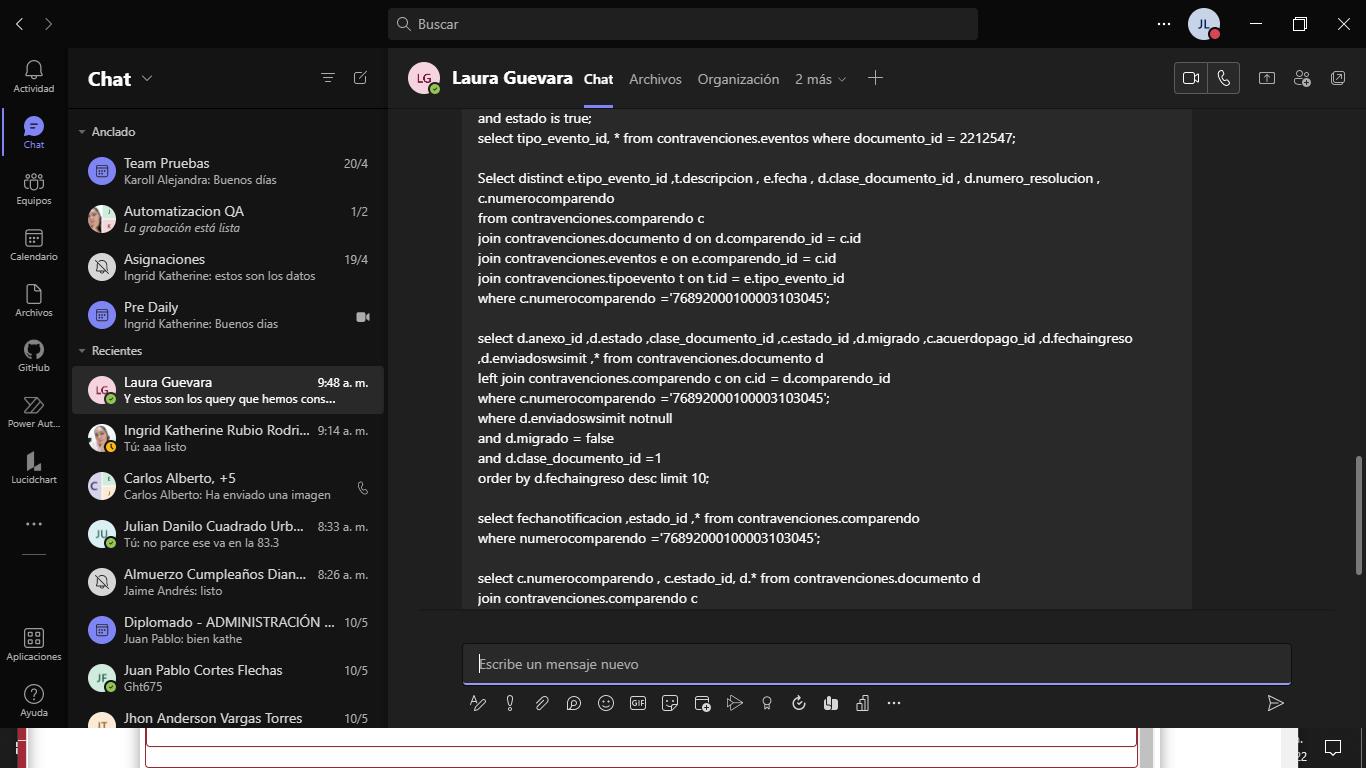 Buscar
JL
Actividad
Chat
Equipos
Calendario
Archivos
GitHub
Power Aut...
Lucidchart
Aplicaciones
Ayuda
Chat
Anclado
Team Pruebas 20/4
Karoll Alejandra: Buenos días
Automatizacion QA 1/2
La grabación está lista
Asignaciones 19/4
Ingrid Katherine: estos son los datos
Pre Daily
Ingrid Katherine: Buenos dias
Recientes
LG
Laura Guevara 9:48 a. m.
Y estos son los query que hemos cons...
Ingrid Katherine Rubio Rodri... 9:14 a. m.
Tú: aaa listo
C
Carlos Alberto, +5
Carlos Alberto: Ha enviado una imagen
JU
Julian Danilo Cuadrado Urb... 8:33 a. m.
Tú: no parce ese va en la 83.3
Almuerzo Cumpleaños Dian... 8:26 a. m.
Jaime Andrés: listo
Diplomado - ADMINISTRACIÓN ... 10/5
Juan Pablo: bien kathe
JF
Juan Pablo Cortes Flechas 10/5
Ght675
JT
Jhon Anderson Vargas Torres 10/5
LG
Laura Guevara Chat Archivos Organización 2 más
and estado is true;
select tipo_evento_id, * from contravenciones.eventos where documento_id = 2212547;
Select distinct e.tipo_evento_id ,t.descripcion , e.fecha , d.clase_documento_id , d.numero_resolucion ,
c.numerocomparendo
from contravenciones.comparendo c
join contravenciones.documento d on d.comparendo_id = c.id
join contravenciones.eventos e on e.comparendo_id = c.id
join contravenciones.tipoevento t on t.id = e.tipo_evento_id
where c.numerocomparendo ='76892000100003103045';
select d.anexo_id ,d.estado ,clase_documento_id ,c.estado_id ,d.migrado ,c.acuerdopago_id ,d.fechaingreso
,d.enviadoswsimit ,* from contravenciones.documento d
left join contravenciones.comparendo c on c.id = d.comparendo_id
where c.numerocomparendo ='76892000100003103045';
where d.enviadoswsimit notnull
and d.migrado = false
and d.clase_documento_id =1
order by d.fechaingreso desc limit 10;
select fechanotificacion ,estado_id ,* from contravenciones.comparendo
where numerocomparendo ='76892000100003103045';
select c.numerocomparendo , c.estado_id, d.* from contravenciones.documento d
join contravenciones.comparendo c
Escribe un mensaje nuevo
GIF
22